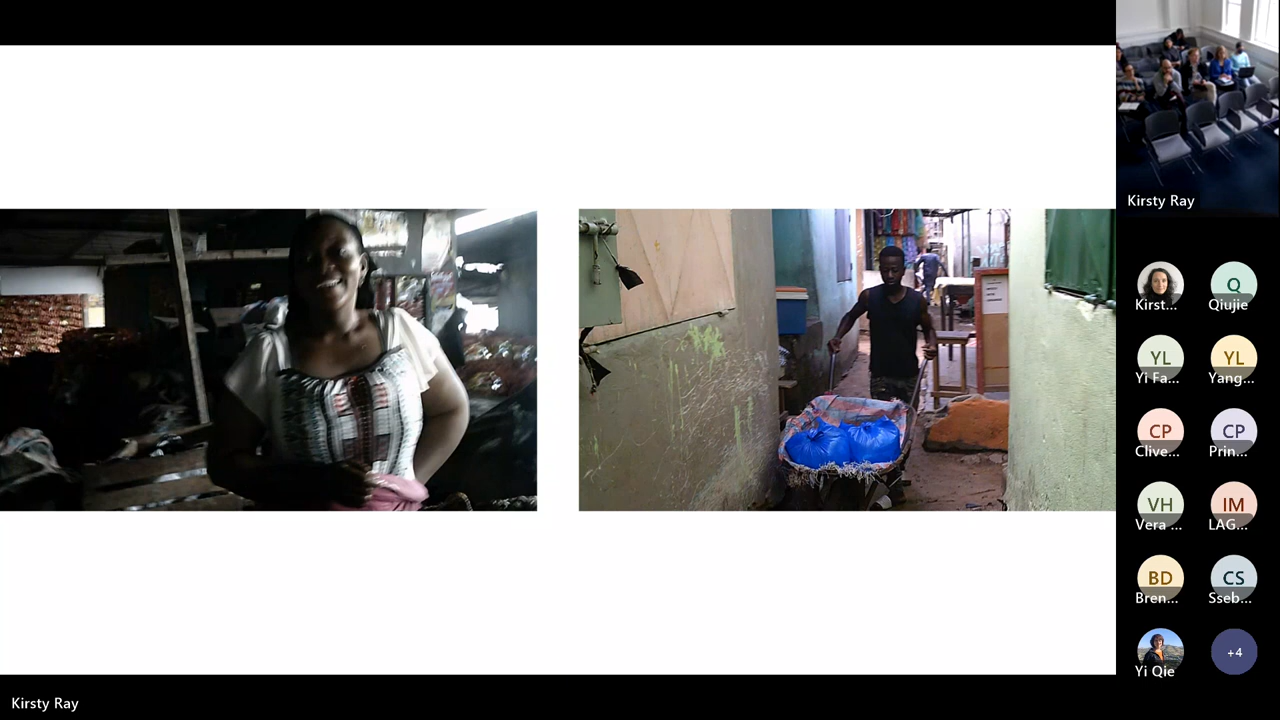 Kirsty Ray
Kirst...
Q
Qiujie
YL
Yi Fa...
YL
Yang...
CP
Clive...
CP
Prin...
VH
Vera ...
IM
LAG...
BD
Bren...
CS
Sseb...
Yi Qie
+4
Kirsty Ray